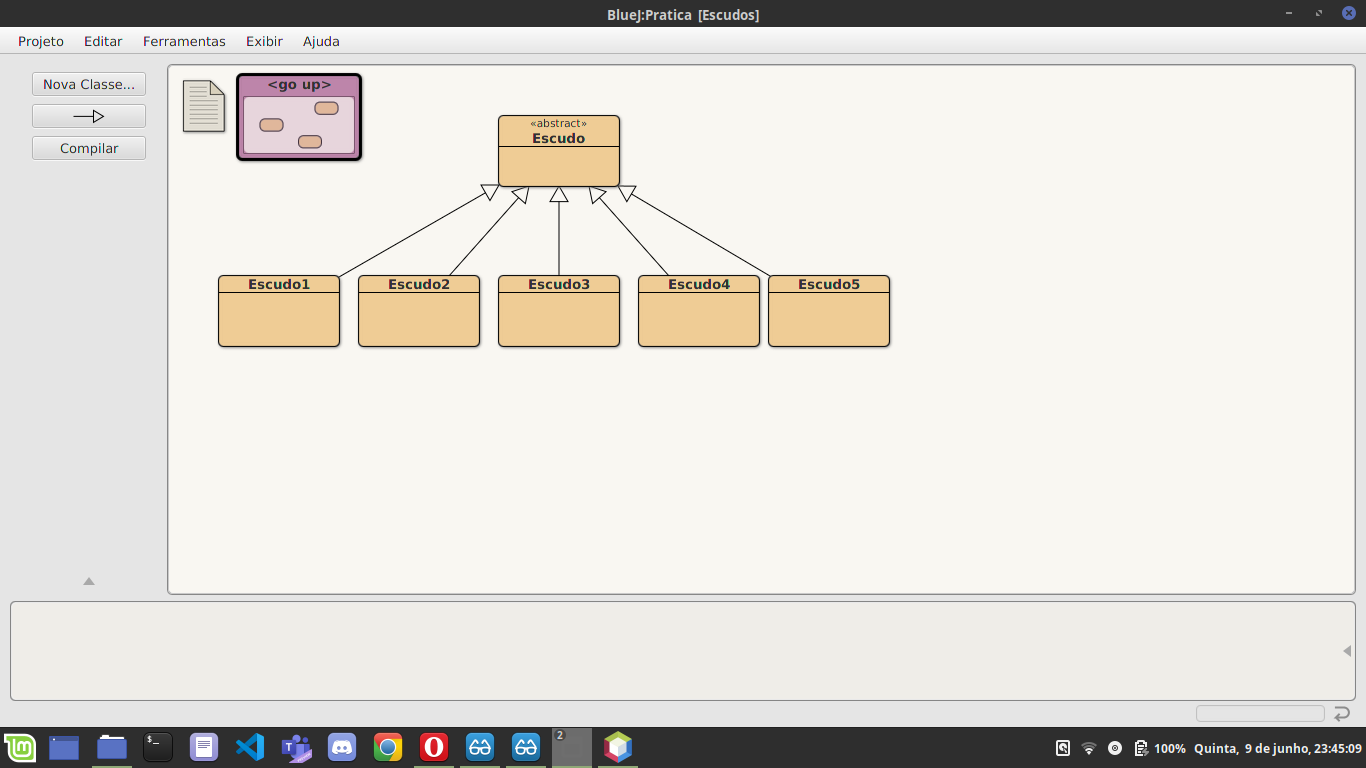 BlueJ:Pratica [Escudos]
Projeto Editar Ferramentas Exibir Ajuda
Nova Classe...
Compilar
<go up>
«abstract»
Escudo
Escudo1 Escudo2 Escudo3 Escudo4 Escudo5
$-
2
100% Quinta, 9 de junho, 23:45:09